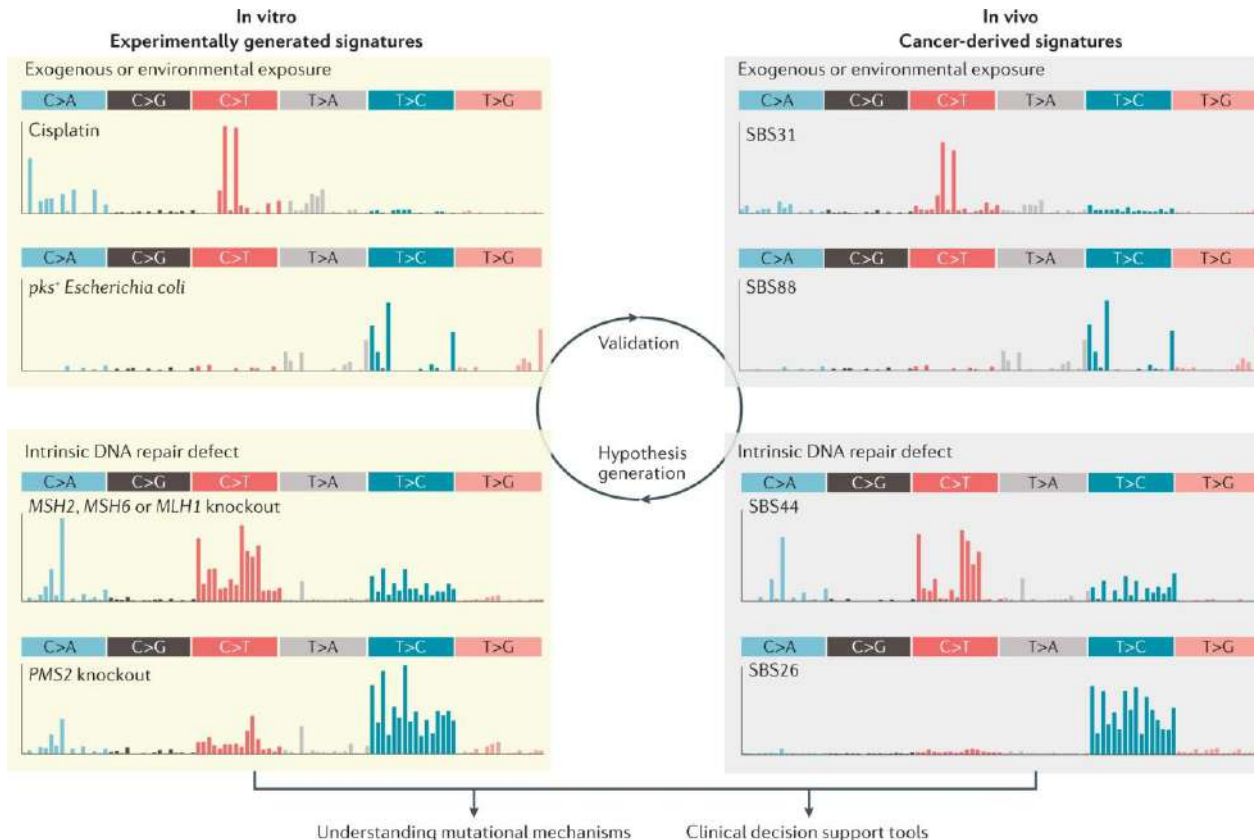 In vitro
Experimentally generated signatures
Exogenous or environmental exposure
C>A C>G C>T T>A T>C T>G
Cisplatin
C>A C>G C>T T>A T>C T>G
pks⁺ Escherichia coli
Intrinsic DNA repair defect
C>A C>G C>T T>A T>C T>G
MSH2, MSH6 or MLH1 knockout
C>A C>G C>T T>A T>C T>G
PMS2 knockout
Validation
Hypothesis
generation
In vivo
Cancer-derived signatures
Exogenous or environmental exposure
C>A C>G C>T T>A T>C T>G
SBS31
C>A C>G C>T T>A T>C T>G
SBS88
Intrinsic DNA repair defect
C>A C>G C>T T>A T>C T>G
SBS44
C>A C>G C>T T>A T>C T>G
SBS26
Understanding mutational mechanisms
Clinical decision support tools